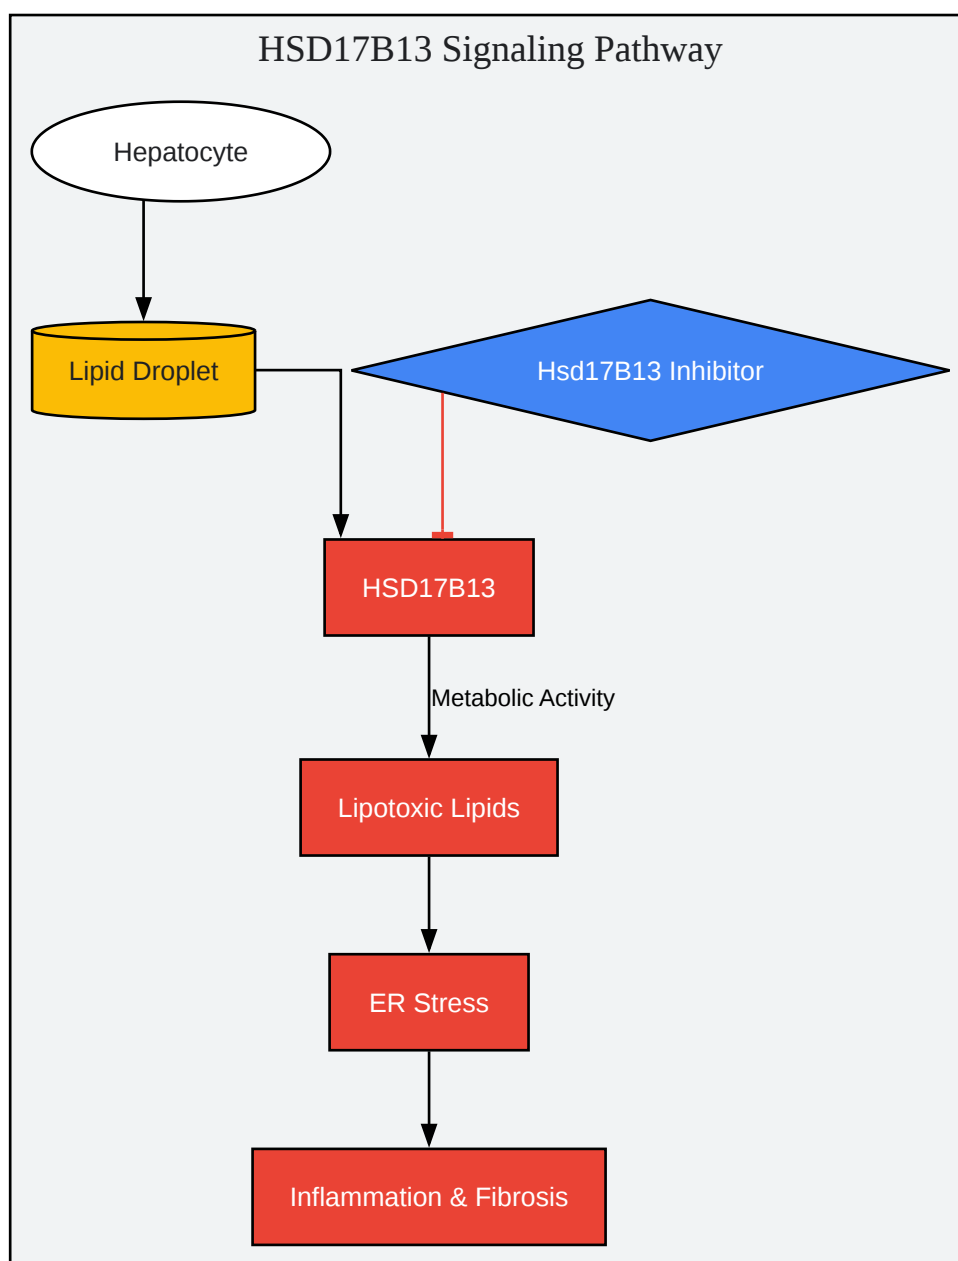 HSD17B13 Signaling Pathway
Hepatocyte
Lipid Droplet
Hsd17B13 Inhibitor
HSD17B13
Metabolic Activity
Lipotoxic Lipids
ER Stress
Inflammation & Fibrosis